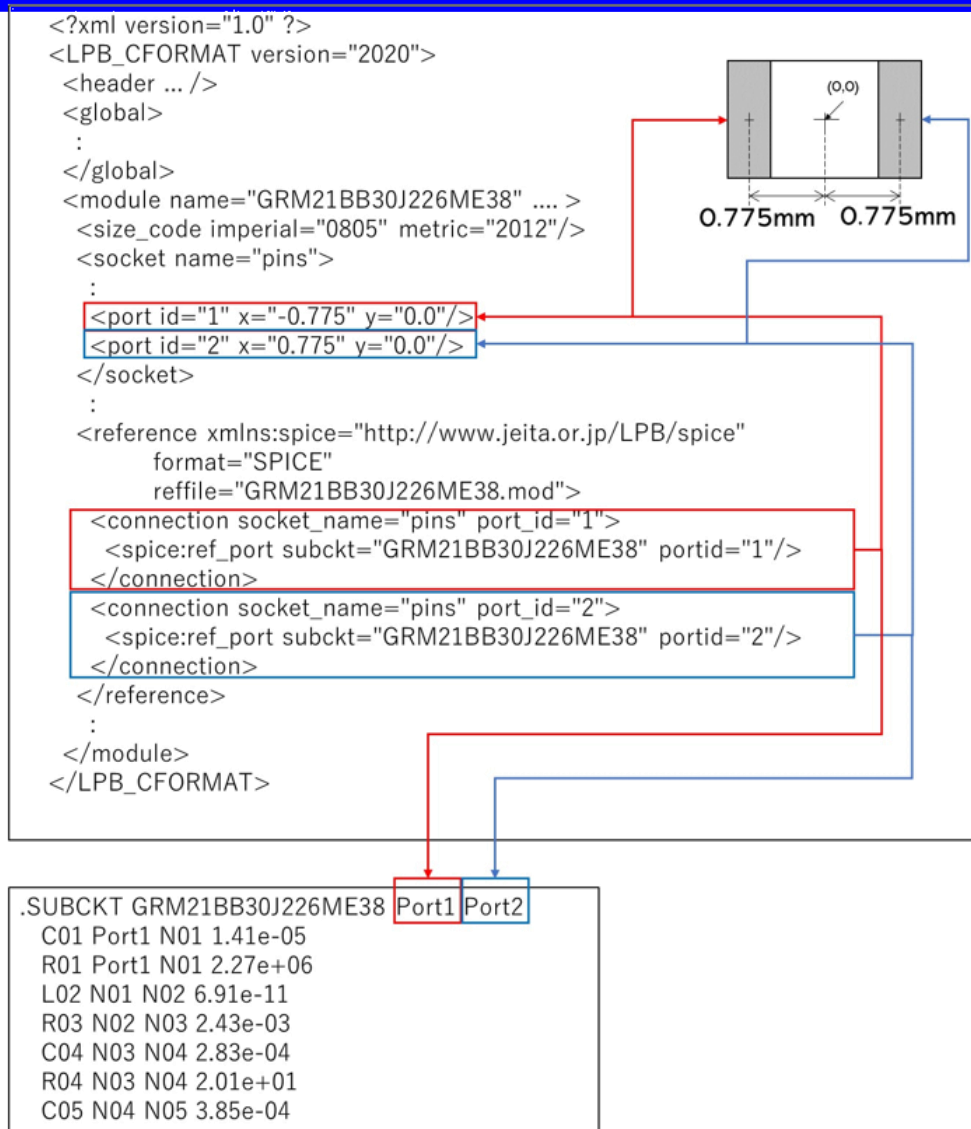 <?xml version="1.0" ?>
<LPB_CFORMAT version="2020">
<header ... />
<global>
:
</global>
<module name="GRM21BB30J226ME38" .... >
<size_code imperial="0805" metric="2012"/>
<socket name="pins">
:
<port id="1" x="-0.775" y="0.0"/>
<port id="2" x="0.775" y="0.0"/>
</socket>
:
<reference xmlns:spice="http://www.jeita.or.jp/LPB/spice"
format="SPICE"
reffile="GRM21BB30J226ME38.mod">
<connection socket_name="pins" port_id="1">
<spice:ref_port subckt="GRM21BB30J226ME38" portid="1"/>
</connection>
<connection socket_name="pins" port_id="2">
<spice:ref_port subckt="GRM21BB30J226ME38" portid="2"/>
</connection>
</reference>
:
</module>
</LPB_CFORMAT>
(0,0)
0.775mm 0.775mm
.SUBCKT GRM21BB30J226ME38 Port1 Port2
C01 Port1 N01 1.41e-05
R01 Port1 N01 2.27e+06
L02 N01 N02 6.91e-11
R03 N02 N03 2.43e-03
C04 N03 N04 2.83e-04
R04 N03 N04 2.01e+01
C05 N04 N05 3.85e-04